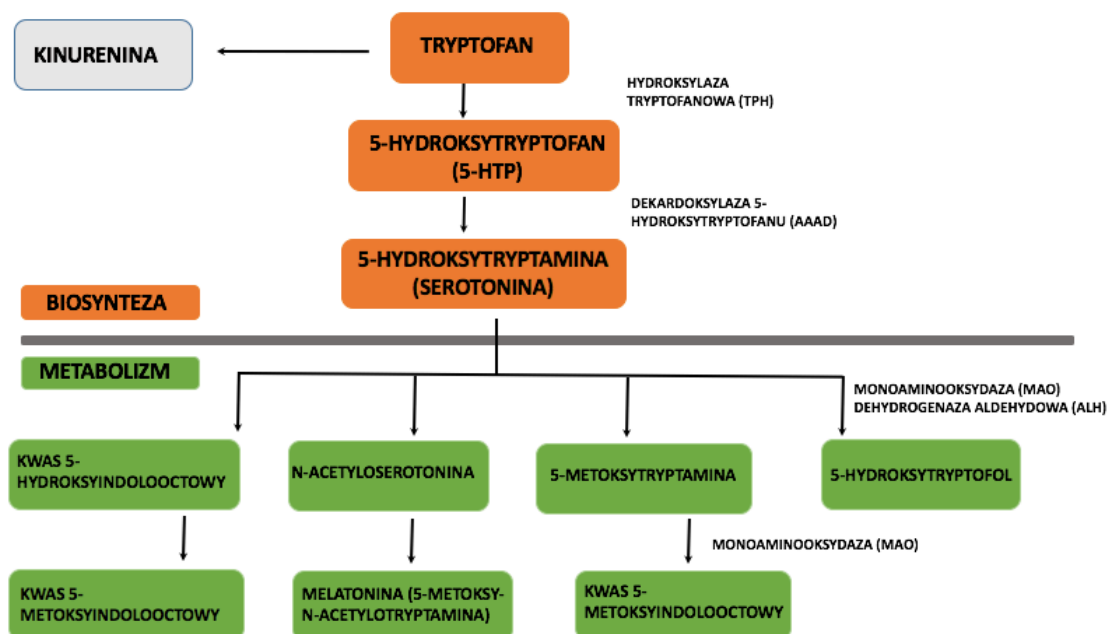 KINURENINA
TRYPTOFAN
HYDROKSYLAZA
TRYPTOFANOWA (TPH)
5-HYDROKSYTRYPTOFAN
(5-HTP)
DEKARDOKSYLAZA 5-
HYDROKSYTRYPTOFANU (AAAD)
5-HYDROKSYTRYPTAMINA
(SEROTONINA)
BIOSYNTEZA
METABOLIZM
MONOAMINOOKSYDAZA (MAO)
DEHYDROGENAZA ALDEHYDOWA (ALH)
KWAS 5-
HYDROKSYINDOLOOCTOWY
N-ACETYLOSEROTONINA
5-METOKSYTRYPTAMINA
5-HYDROKSYTRYPTOFOL
MONOAMINOOKSYDAZA (MAO)
KWAS 5-
METOKSYINDOLOOCTOWY
MELATONINA (5-METOKSY-
N-ACETYLOTRYPTAMINA)
KWAS 5-
METOKSYINDOLOOCTOWY